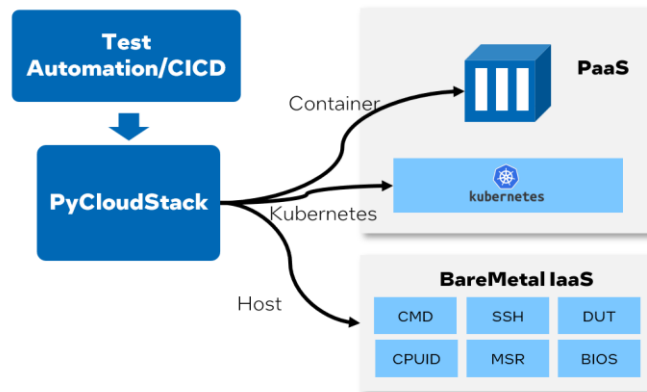 Test
Automation/CICD
PyCloudStack
Container
Kubernetes
Host
PaaS
kubernetes
BareMetal IaaS
CMD
SSH
DUT
CPUID
MSR
BIOS